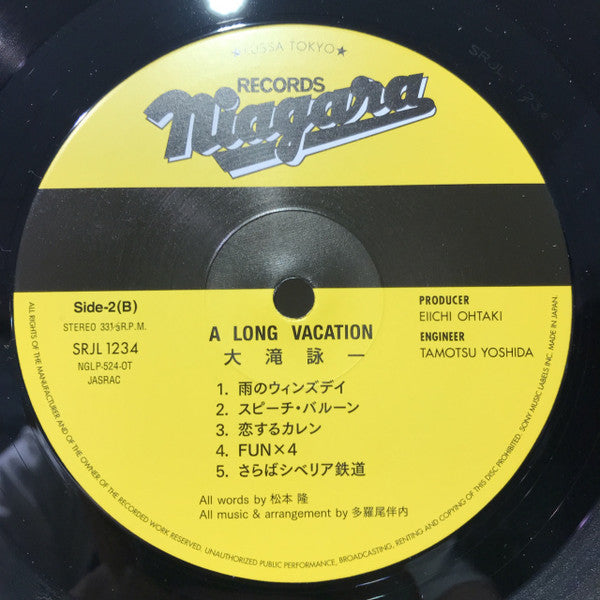 ★FUSSA TOKYO★
RECORDS
Niagara
SRJL 1234
Side-2(B)
STEREO 33⅓R.P.M.
SRJL 1234
NGLP-524-OT
JASRAC
PRODUCER
EIICHI OHTAKI
ENGINEER
TAMOTSU YOSHIDA
A LONG VACATION
大滝詠一
1. 雨のウィンズデイ
2. スピーチ・バルーン
3. 恋するカレン
4. FUN×4
5. さらばシベリア鉄道
All words by 松本 隆
All music & arrangement by 多羅尾伴内
ALL RIGHTS OF THE MANUFACTURER AND OF THE OWNER OF THE RECORDED WORK RESERVED. UNAUTHORIZED PUBLIC PERFORMANCE, BROADCASTING, RENTING AND COPYING OF THIS DISC PROHIBITED. SONY MUSIC LABELS INC. MADE IN JAPAN.